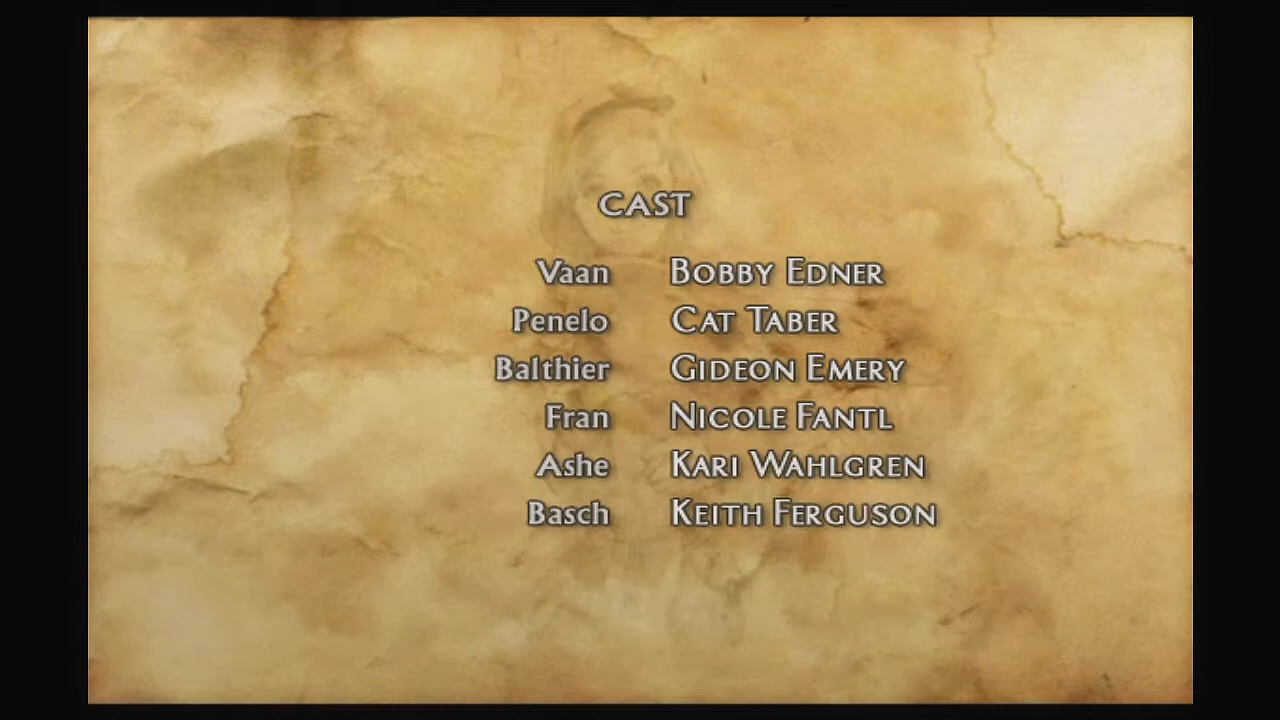 CAST
Vaan BOBBY EDNER
Penelo CAT TABER
Balthier GIDEON EMERY
Fran NICOLE FANTL
Ashe KARI WAHLGREN
Basch KEITH FERGUSON